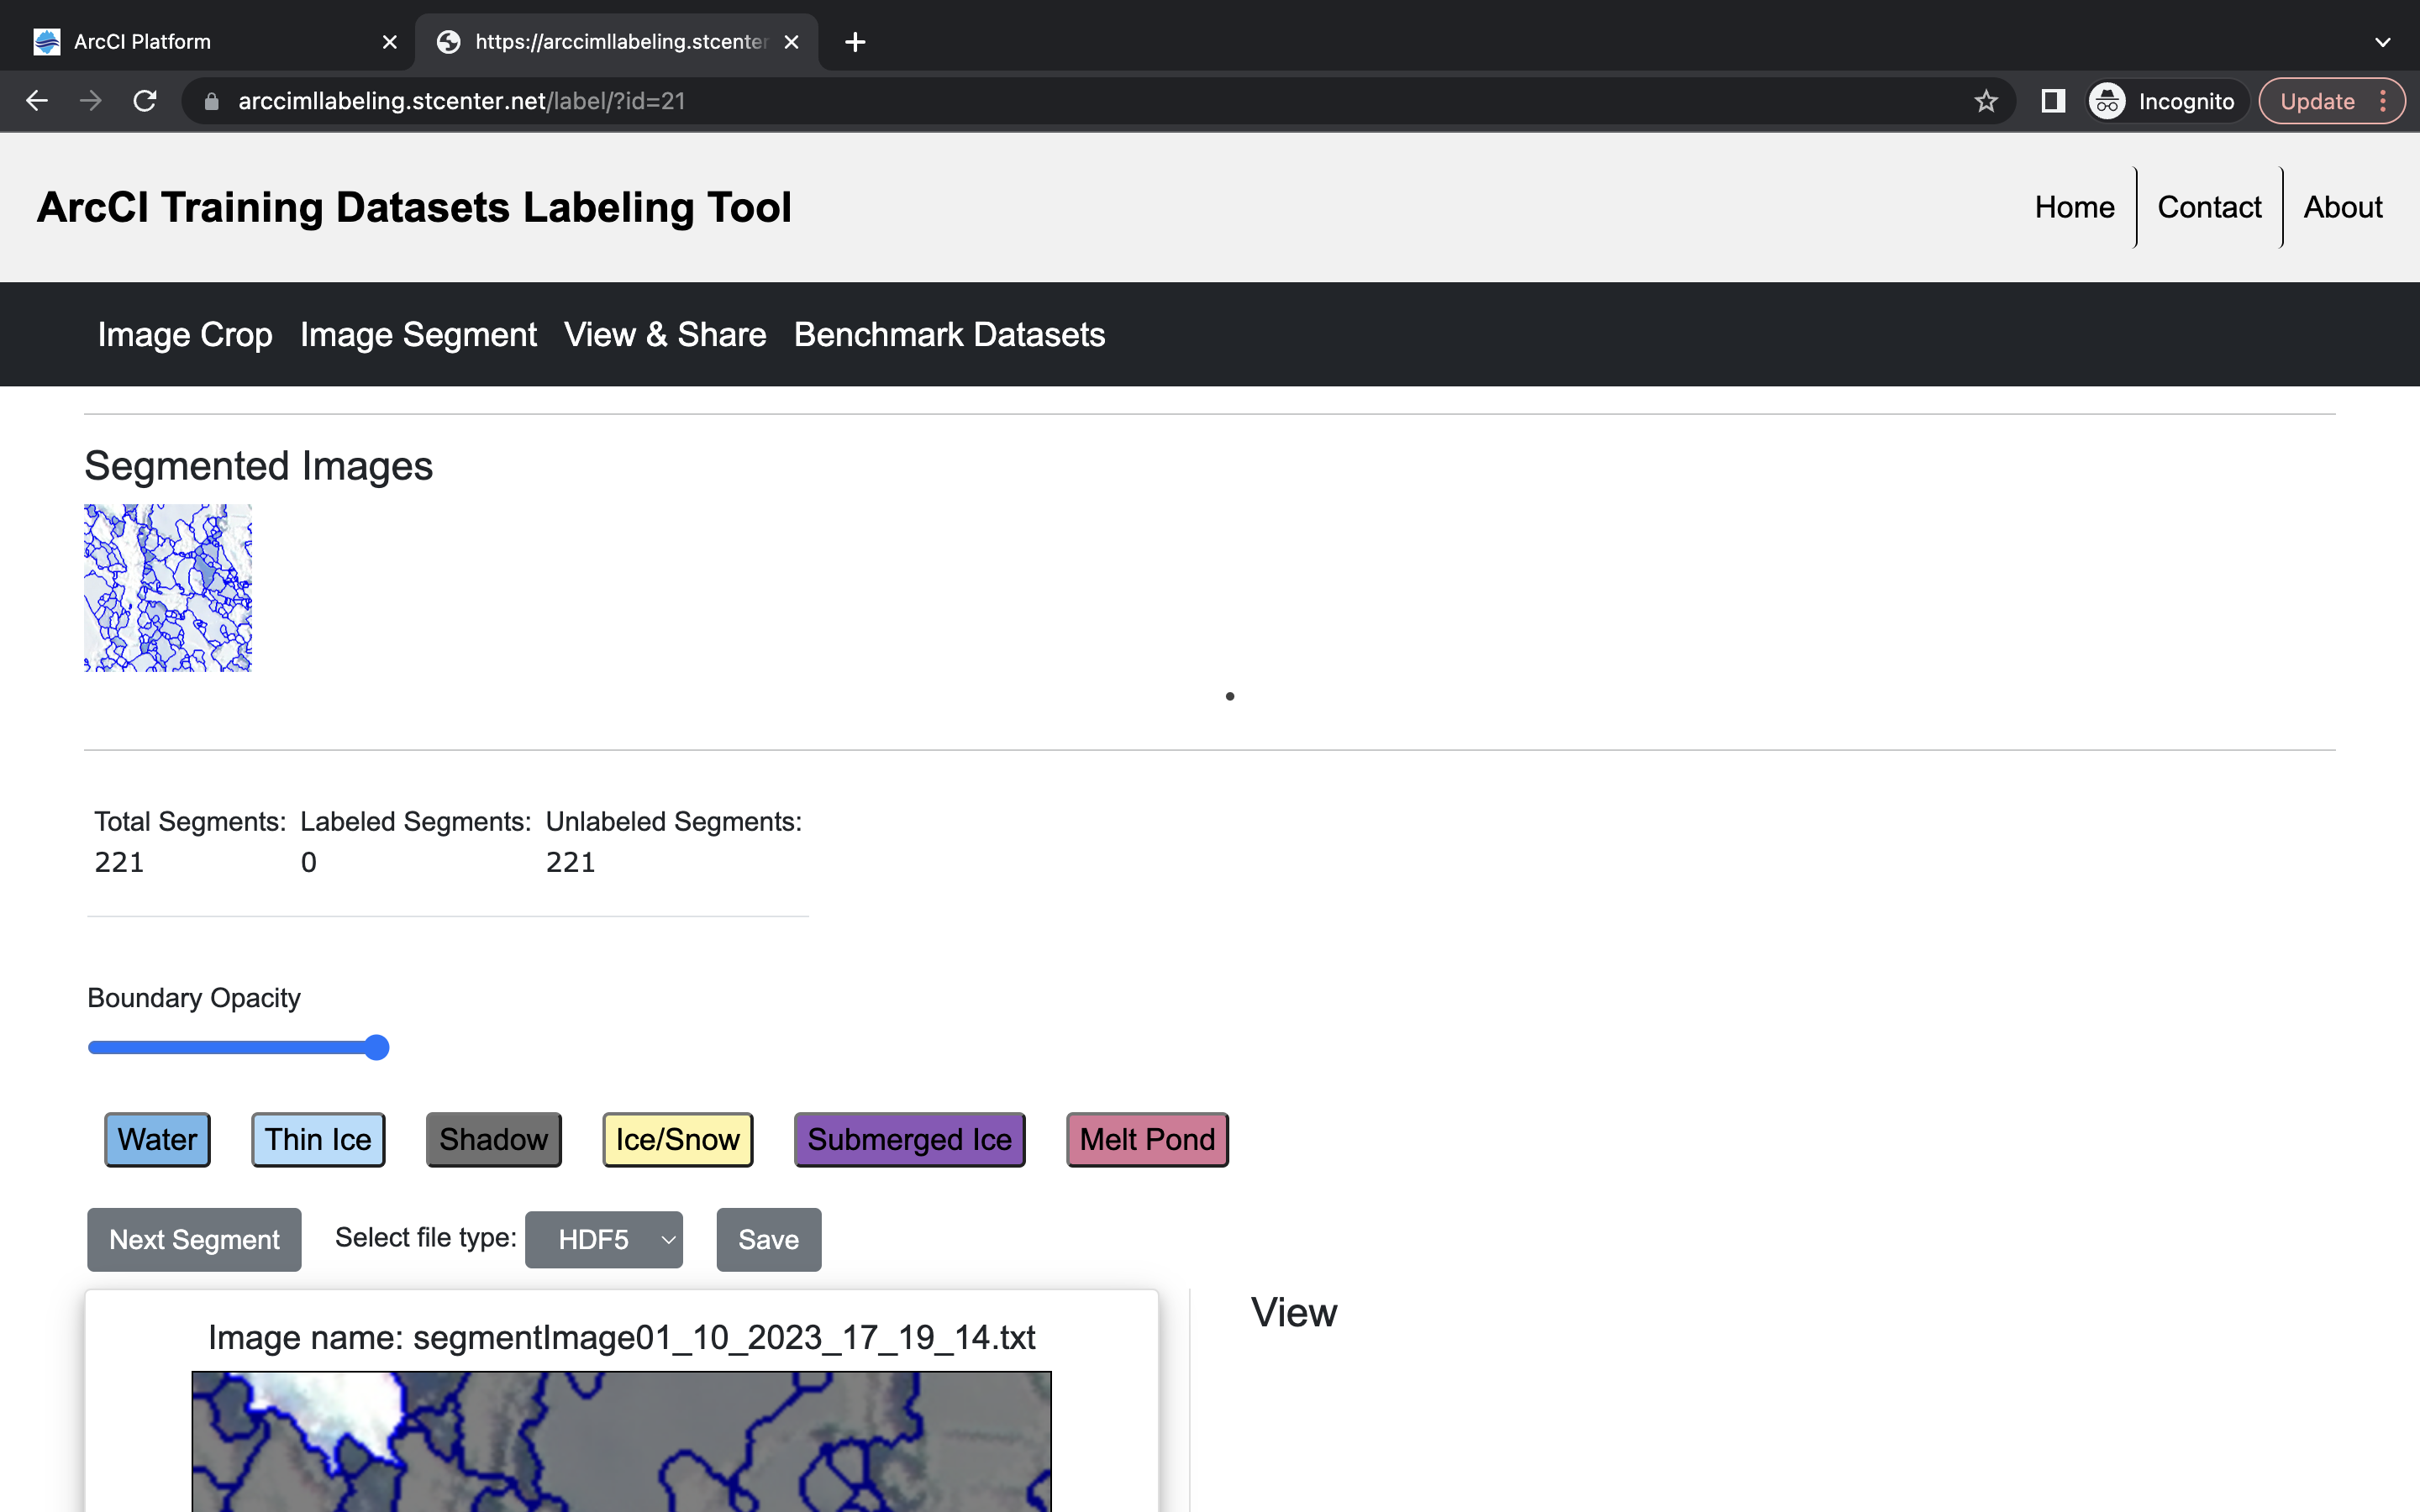 ArcCI Platform
https://arccimllabeling.stcenter
arccimllabeling.stcenter.net/label/?id=21
Incognito
Update
ArcCI Training Datasets Labeling Tool
Home
Contact
About
Image Crop
Image Segment
View & Share
Benchmark Datasets
Segmented Images
Total Segments: Labeled Segments: Unlabeled Segments:
221 0 221
Boundary Opacity
Water
Thin Ice
Shadow
Ice/Snow
Submerged Ice
Melt Pond
Next Segment
Select file type:
HDF5
Save
Image name: segmentImage01_10_2023_17_19_14.txt
View